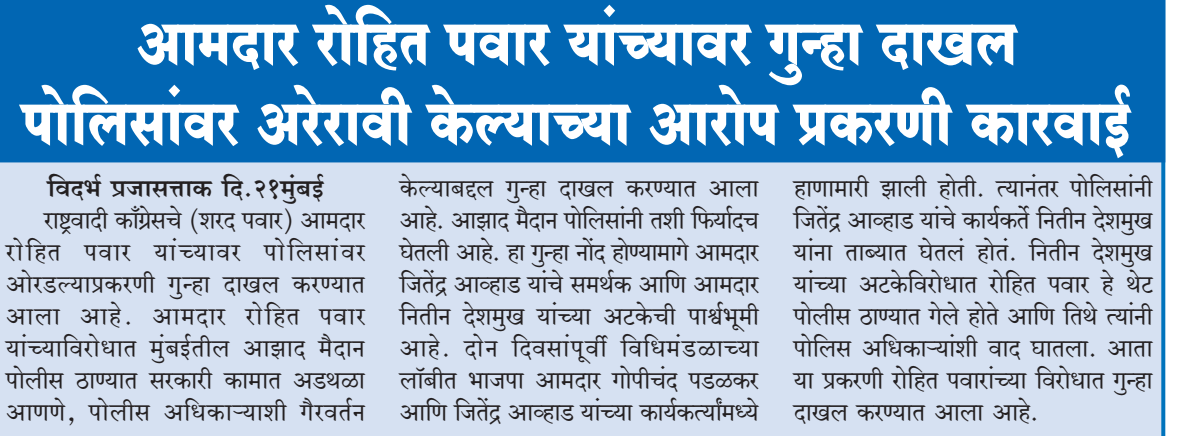 आमदार रोहित पवार यांच्यावर गुन्हा दाखल
पोलिसांवर अरेरावी केल्याच्या आरोप प्रकरणी कारवाई
विदर्भ प्रजासत्ताक दि.२१मुंबई
राष्ट्रवादी काँग्रेसचे (शरद पवार) आमदार
रोहित पवार यांच्यावर पोलिसांवर
ओरडल्याप्रकरणी गुन्हा दाखल करण्यात
आला आहे. आमदार रोहित पवार
यांच्याविरोधात मुंबईतील आझाद मैदान
पोलीस ठाण्यात सरकारी कामात अडथळा
आणणे, पोलीस अधिकाऱ्याशी गैरवर्तन
केल्याबद्दल गुन्हा दाखल करण्यात आला
आहे. आझाद मैदान पोलिसांनी तशी फिर्यादच
घेतली आहे. हा गुन्हा नोंद होण्यामागे आमदार
जितेंद्र आव्हाड यांचे समर्थक आणि आमदार
नितीन देशमुख यांच्या अटकेची पार्श्वभूमी
आहे. दोन दिवसांपूर्वी विधिमंडळाच्या
लॉबीत भाजपा आमदार गोपीचंद पडळकर
आणि जितेंद्र आव्हाड यांच्या कार्यकर्त्यांमध्ये
हाणामारी झाली होती. त्यानंतर पोलिसांनी
जितेंद्र आव्हाड यांचे कार्यकर्ते नितीन देशमुख
यांना ताब्यात घेतलं होतं. नितीन देशमुख
यांच्या अटकेविरोधात रोहित पवार हे थेट
पोलीस ठाण्यात गेले होते आणि तिथे त्यांनी
पोलिस अधिकाऱ्यांशी वाद घातला. आता
या प्रकरणी रोहित पवारांच्या विरोधात गुन्हा
दाखल करण्यात आला आहे.